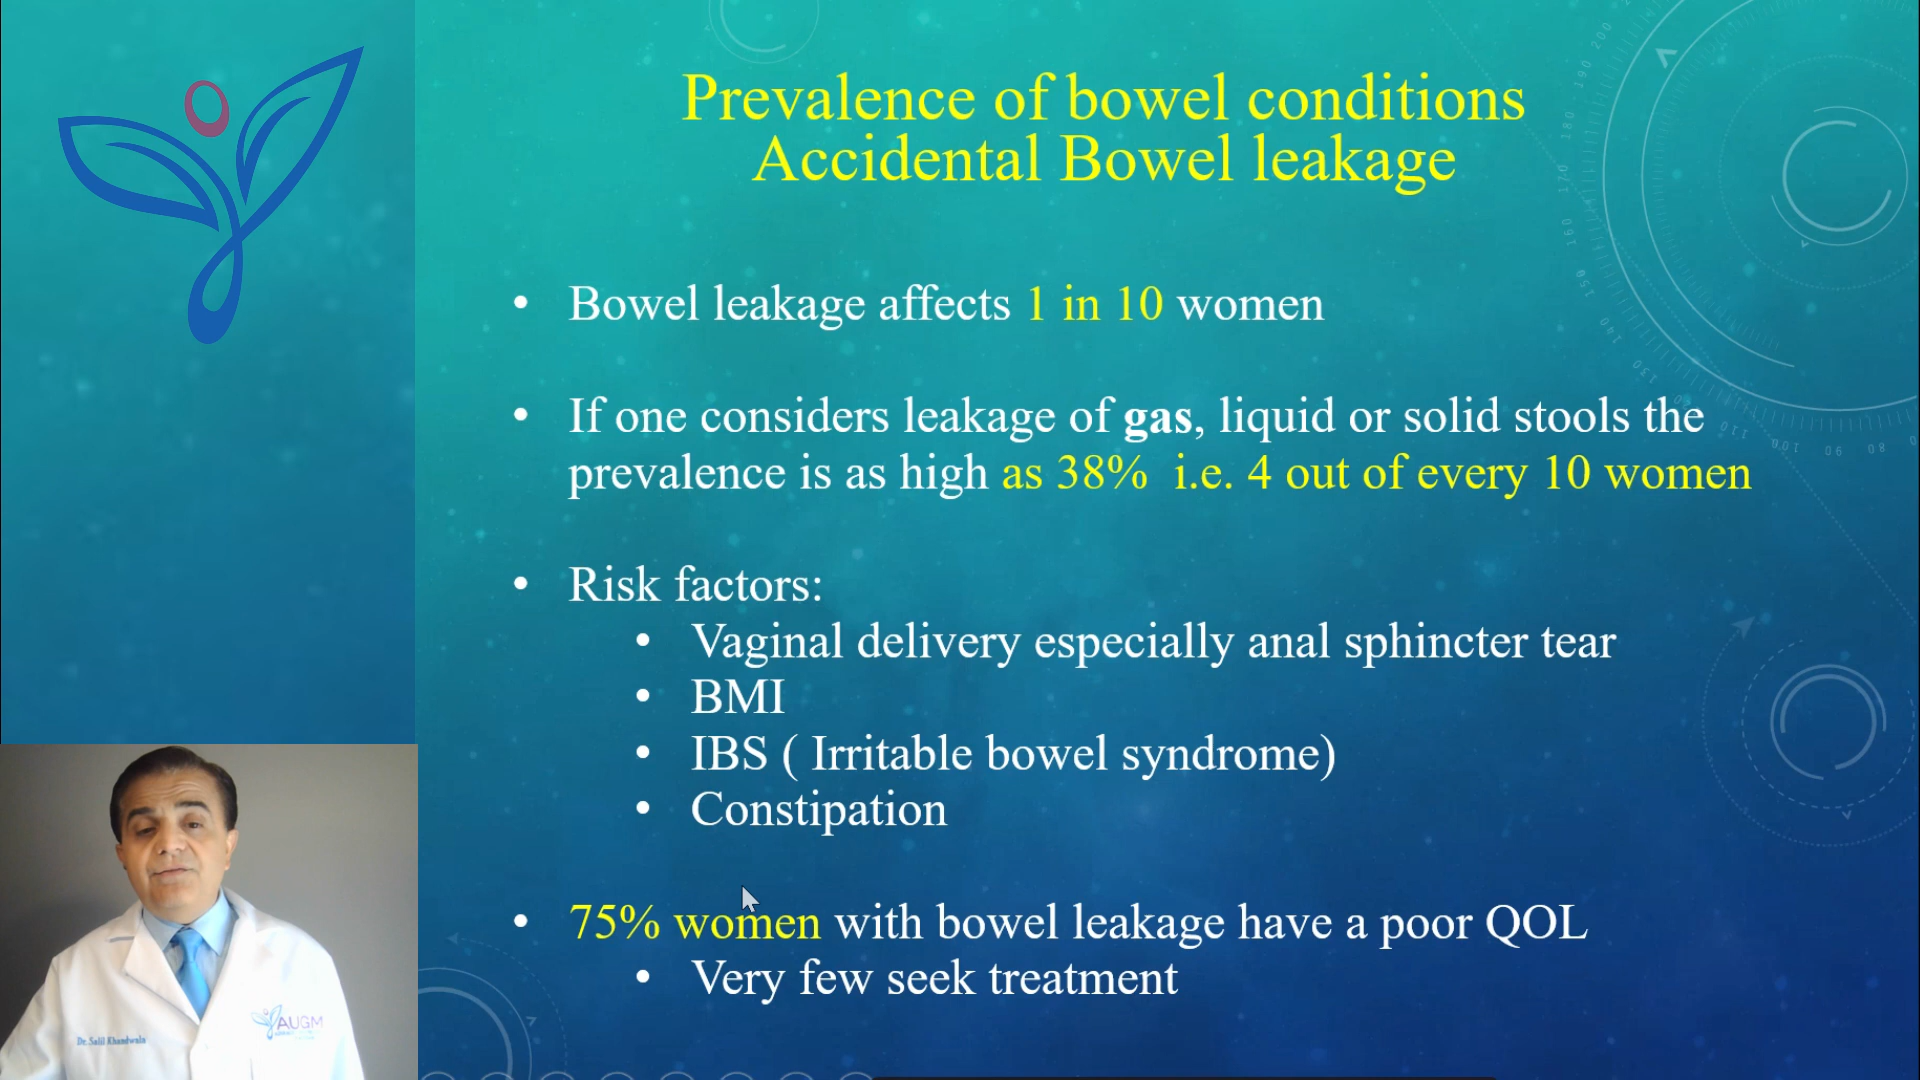 Prevalence of bowel conditions
Accidental Bowel leakage
• Bowel leakage affects 1 in 10 women
• If one considers leakage of gas, liquid or solid stools the
prevalence is as high as 38% i.e. 4 out of every 10 women
• Risk factors:
• Vaginal delivery especially anal sphincter tear
• BMI
• IBS ( Irritable bowel syndrome)
• Constipation
• 75% women with bowel leakage have a poor QOL
• Very few seek treatment
Dr. Salil Khandwala
AUGM